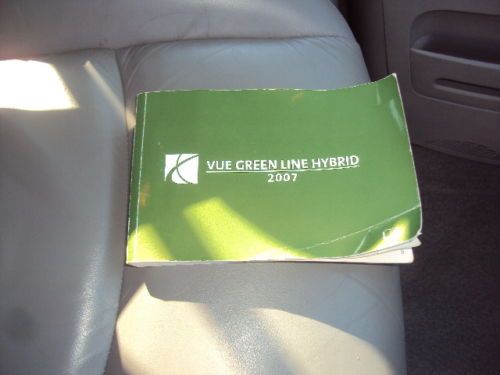 VUE GREEN LINE HYBRID
2007